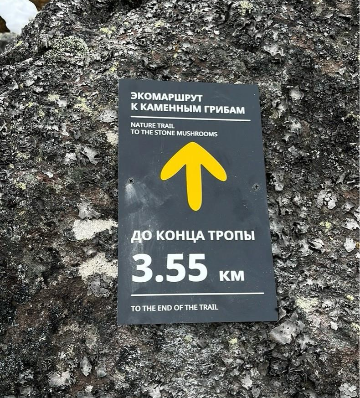 ЭКОМАРШРУТ
К КАМЕННЫМ ГРИБАМ
NATURE TRAIL
TO THE STONE MUSHROOMS
ДО КОНЦА ТРОПЫ
3.55 КМ
TO THE END OF THE TRAIL